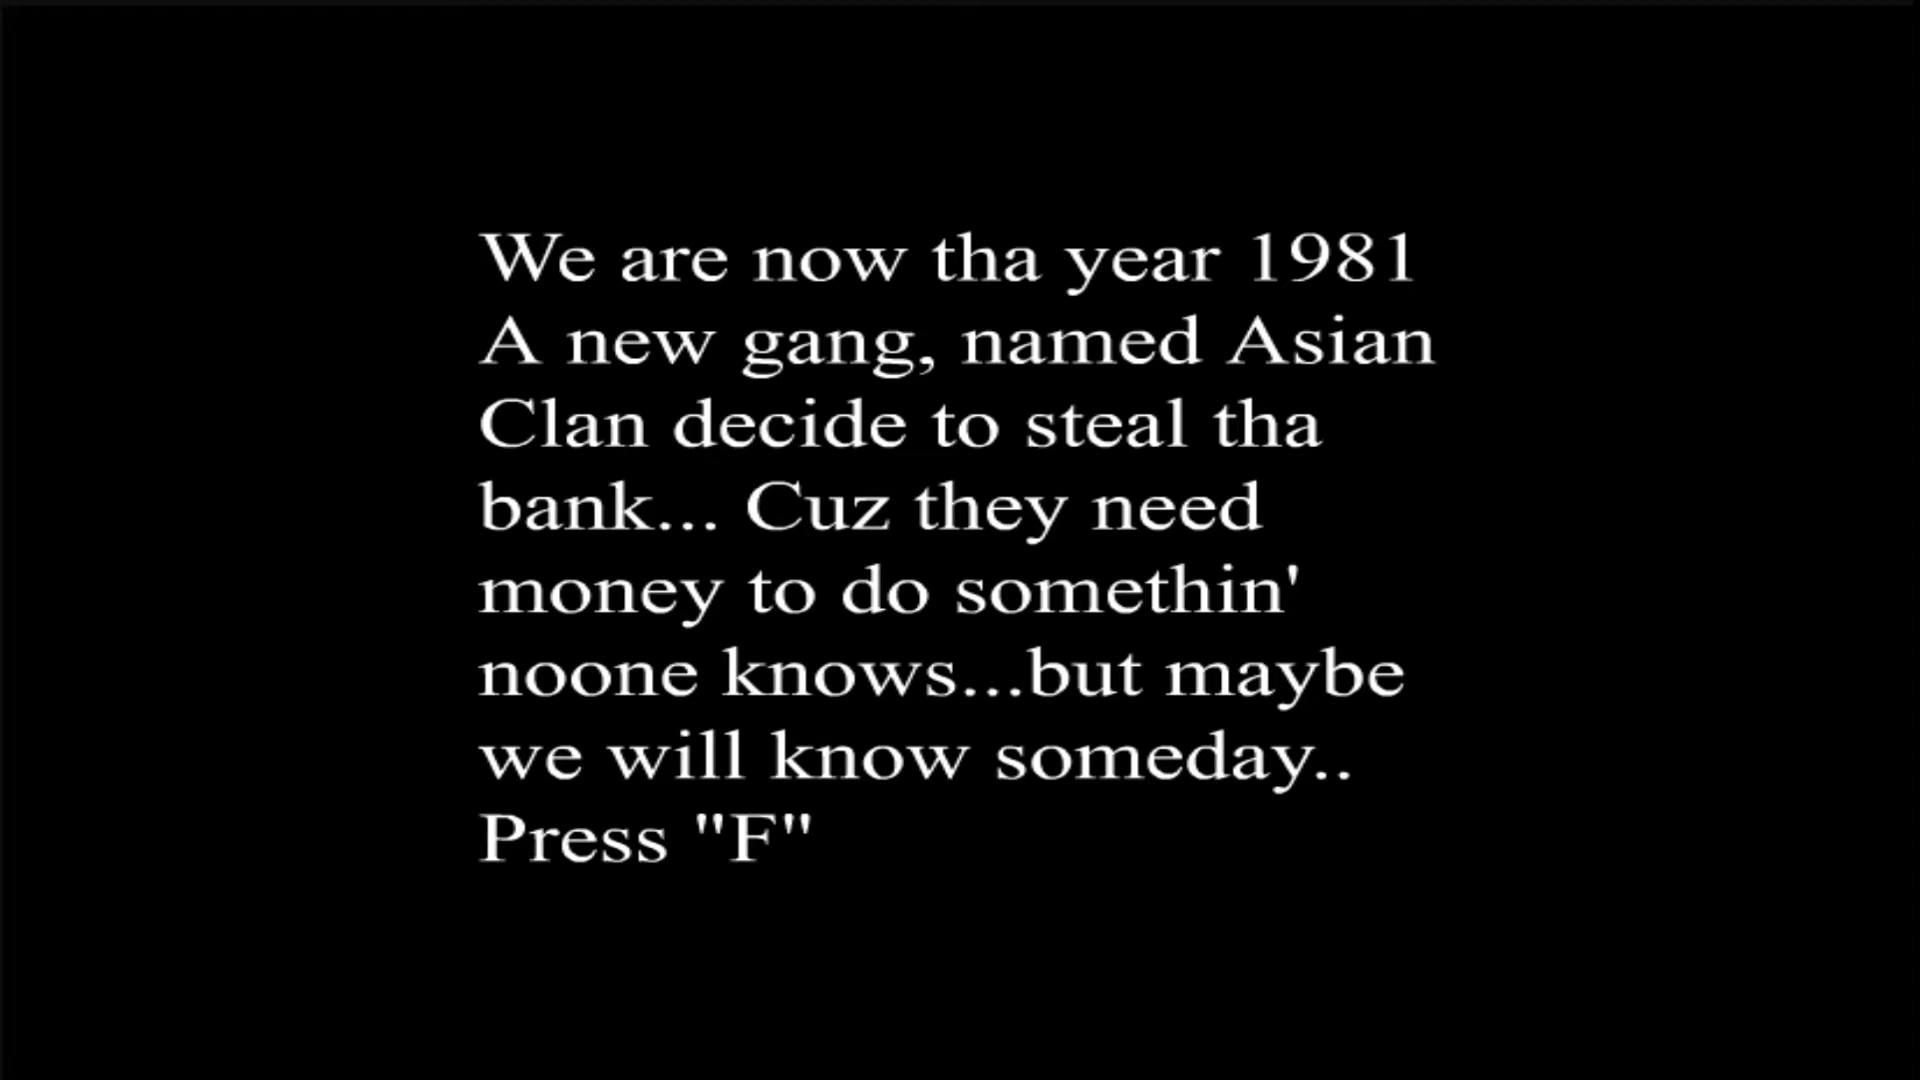 We are now tha year 1981
A new gang, named Asian
Clan decide to steal tha
bank... Cuz they need
money to do somethin'
noone knows...but maybe
we will know someday..
Press "F"